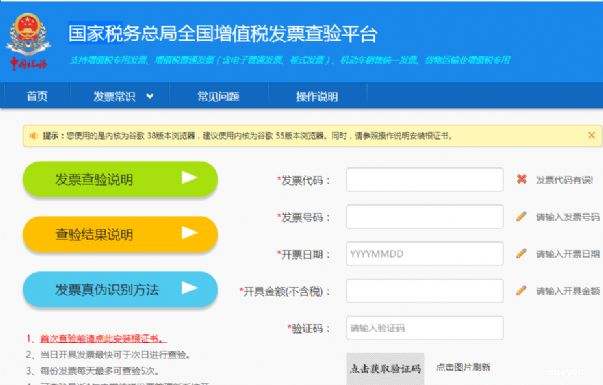 国家税务总局全国增值税发票查验平台
中国税务
支持增值税专用发票、增值税普通发票（含电子普通发票、卷式发票）、机动车销售统一发票、货物运输业增值税专用
首页 发票常识 常见问题 操作说明
提示：您使用的是内核为谷歌 38版本浏览器，建议使用内核为谷歌 55版本浏览器。同时，请参照操作说明安装根证书。
发票查验说明
*发票代码： 发票代码有误!
*发票号码： 请输入发票号码
查验结果说明
*开票日期： YYYYMMDD 请输入开票日期
发票真伪识别方法
*开具金额(不含税)： 请输入开具金额
*验证码： 请输入验证码
1、首次查验前请点此安装根证书。
2、当日开具发票最快可于次日进行查验。
3、每份发票每天最多可查验5次。
点击获取验证码 点击图片刷新